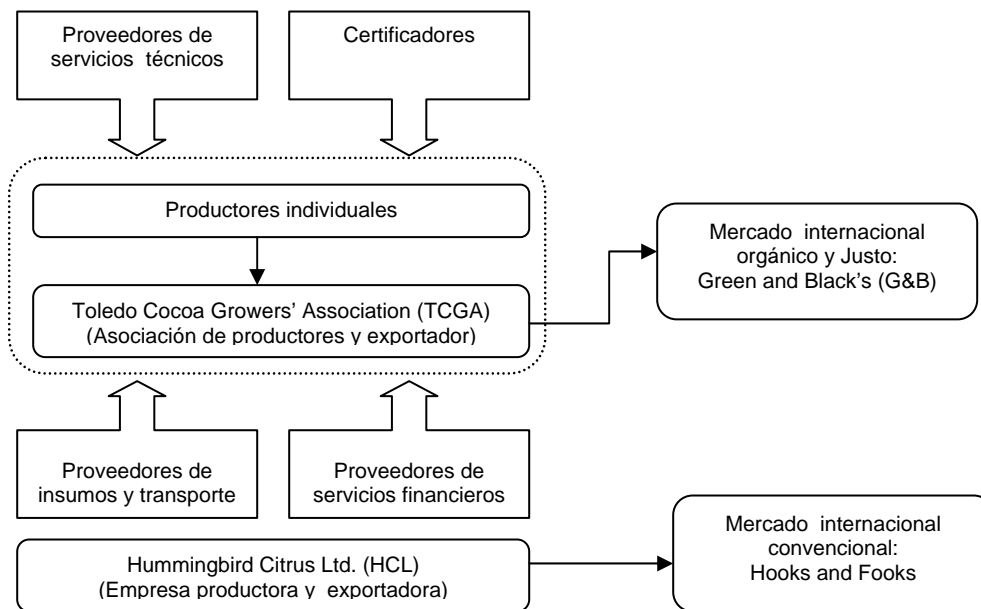 Proveedores de
servicios técnicos
Certificadores
Productores individuales
Toledo Cocoa Growers’ Association (TCGA)
(Asociación de productores y exportador)
Mercado internacional
orgánico y Justo:
Green and Black’s (G&B)
Proveedores de
insumos y transporte
Proveedores de
servicios financieros
Hummingbird Citrus Ltd. (HCL)
(Empresa productora y exportadora)
Mercado internacional
convencional:
Hooks and Fooks